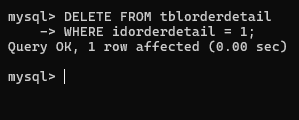 mysql> DELETE FROM tblorderdetail
    -> WHERE idorderdetail = 1;
Query OK, 1 row affected (0.00 sec)
mysql>